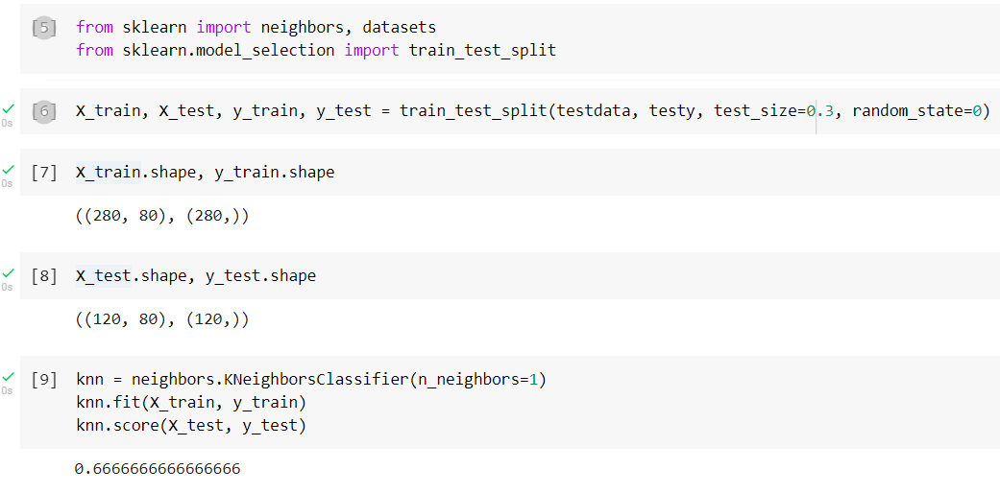 [5] from sklearn import neighbors, datasets
from sklearn.model_selection import train_test_split
[6] X_train, X_test, y_train, y_test = train_test_split(testdata, testy, test_size=0.3, random_state=0)
0s
[7] X_train.shape, y_train.shape
0s
((280, 80), (280,))
[8] X_test.shape, y_test.shape
0s
((120, 80), (120,))
[9] knn = neighbors.KNeighborsClassifier(n_neighbors=1)
0s knn.fit(X_train, y_train)
knn.score(X_test, y_test)
0.6666666666666666